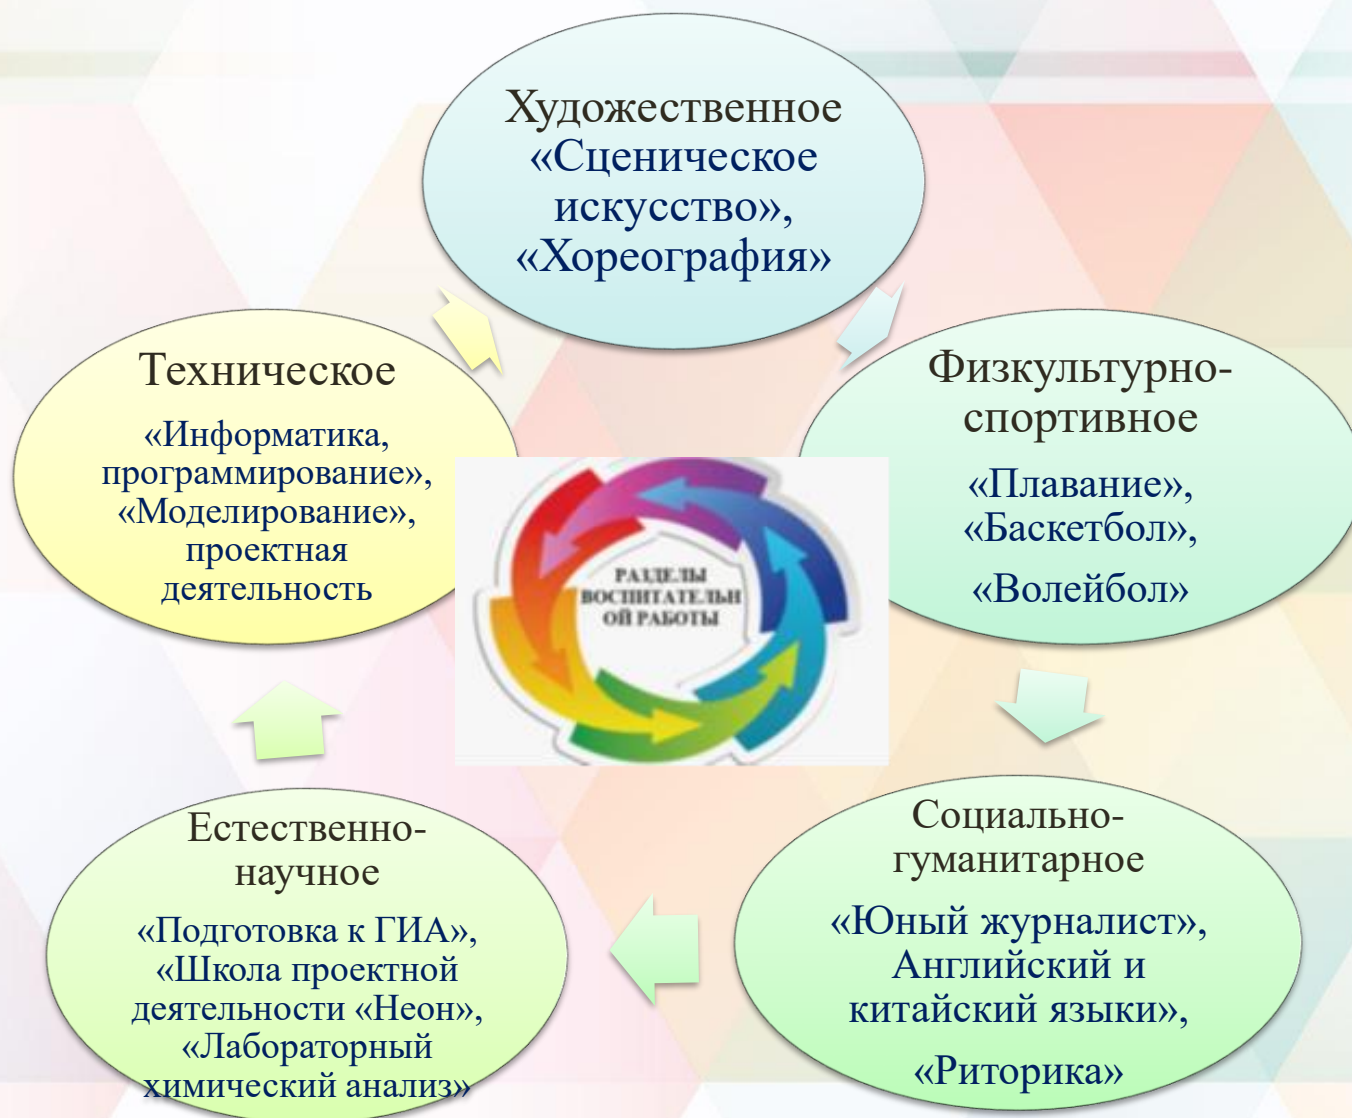 Художественное
«Сценическое
искусство»,
«Хореография»
Техническое
«Информатика,
программирование»,
«Моделирование»,
проектная
деятельность
Физкультурно-
спортивное
«Плавание»,
«Баскетбол»,
«Волейбол»
РАЗДЕЛЫ
ВОСПИТАТЕЛЬН
ОЙ РАБОТЫ
Естественно-
научное
«Подготовка к ГИА»,
«Школа проектной
деятельности «Неон»,
«Лабораторный
химический анализ»
Социально-
гуманитарное
«Юный журналист»,
Английский и
китайский языки»,
«Риторика»